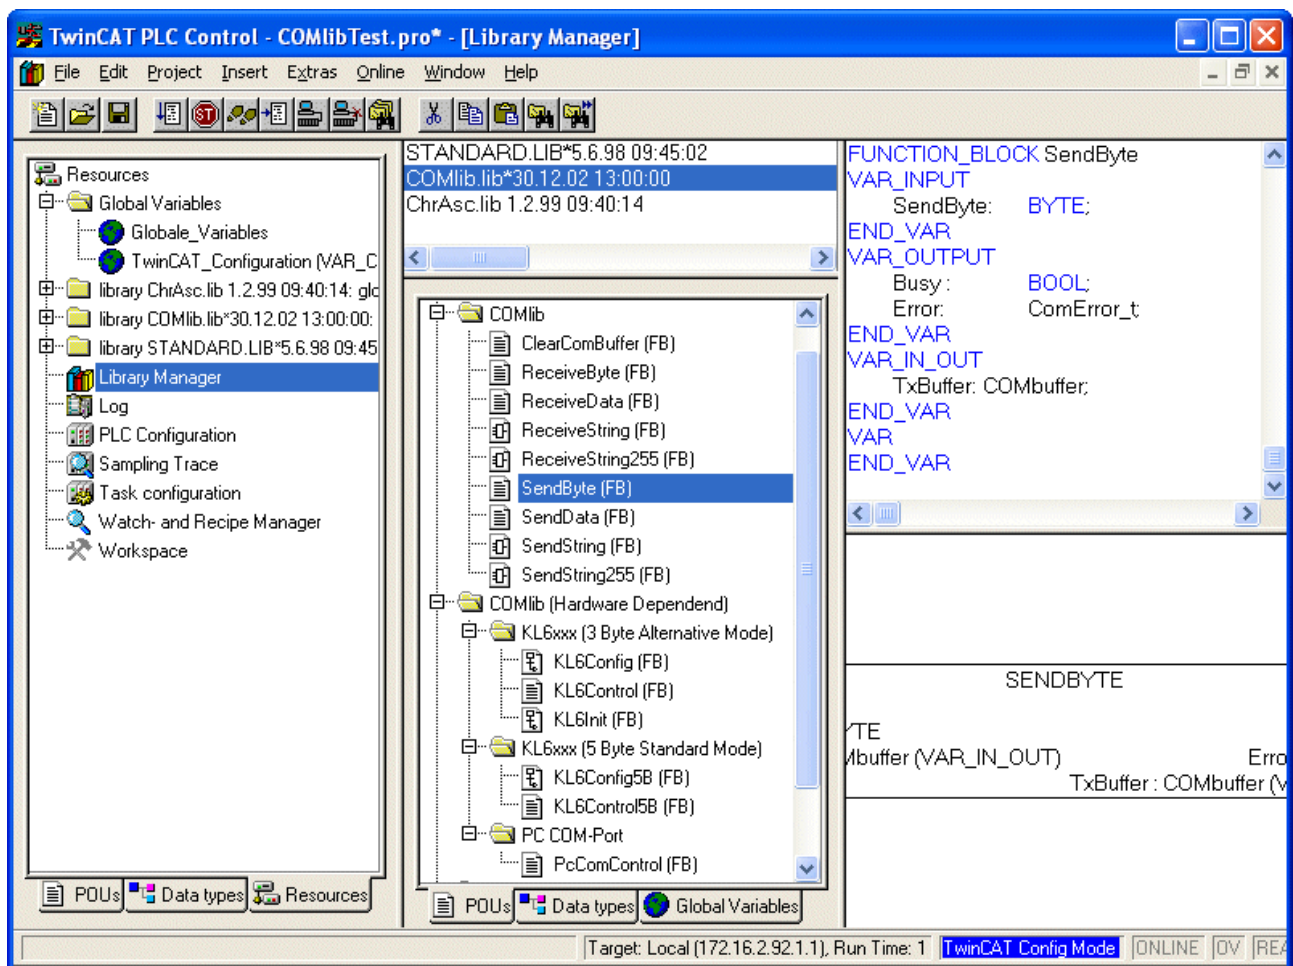 TwinCAT PLC Control - COMlibTest.pro* - [Library Manager]
File Edit Project Insert Extras Online Window Help
Resources
Global Variables
Globale_Variables
TwinCAT_Configuration (VAR_C
library ChrAsc.lib 1.2.99 09:40:14: glo
library COMlib.lib*30.12.02 13:00:00:
library STANDARD.LIB*5.6.98 09:45
Library Manager
Log
PLC Configuration
Sampling Trace
Task configuration
Watch- and Recipe Manager
Workspace
POUs Data types Resources
STANDARD.LIB*5.6.98 09:45:02
COMlib.lib*30.12.02 13:00:00
ChrAsc.lib 1.2.99 09:40:14
COMlib
ClearComBuffer (FB)
ReceiveByte (FB)
ReceiveData (FB)
ReceiveString (FB)
ReceiveString255 (FB)
SendByte (FB)
SendData (FB)
SendString (FB)
SendString255 (FB)
COMlib (Hardware Dependend)
KL6xxx (3 Byte Alternative Mode)
KL6Config (FB)
KL6Control (FB)
KL6Init (FB)
KL6xxx (5 Byte Standard Mode)
KL6Config5B (FB)
KL6Control5B (FB)
PC COM-Port
PcComControl (FB)
POUs Data types Global Variables
FUNCTION_BLOCK SendByte
VAR_INPUT
SendByte: BYTE;
END_VAR
VAR_OUTPUT
Busy : BOOL;
Error: ComError_t;
END_VAR
VAR_IN_OUT
TxBuffer: COMbuffer;
END_VAR
VAR
END_VAR
SENDBYTE
YTE
Mbuffer (VAR_IN_OUT) Erro
TxBuffer : COMbuffer (V
Target: Local (172.16.2.92.1.1), Run Time: 1 TwinCAT Config Mode ONLINE OV REA